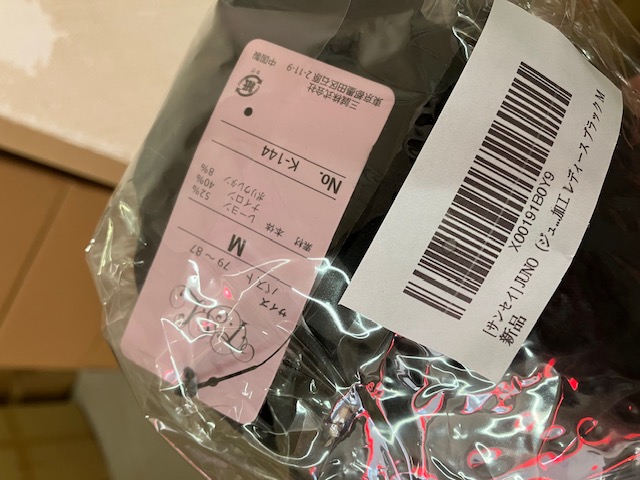 サイズ
バスト
79～87
M
素材 本体
レーヨン 52%
ナイロン 40%
ポリウレタン 8%
No. K-144
三誠株式会社
東京都墨田区石原 2-11-9
中国製
X00191B0Y9
[サンセイ] JUNO (ジュ...加工 レディース ブラック M
新品